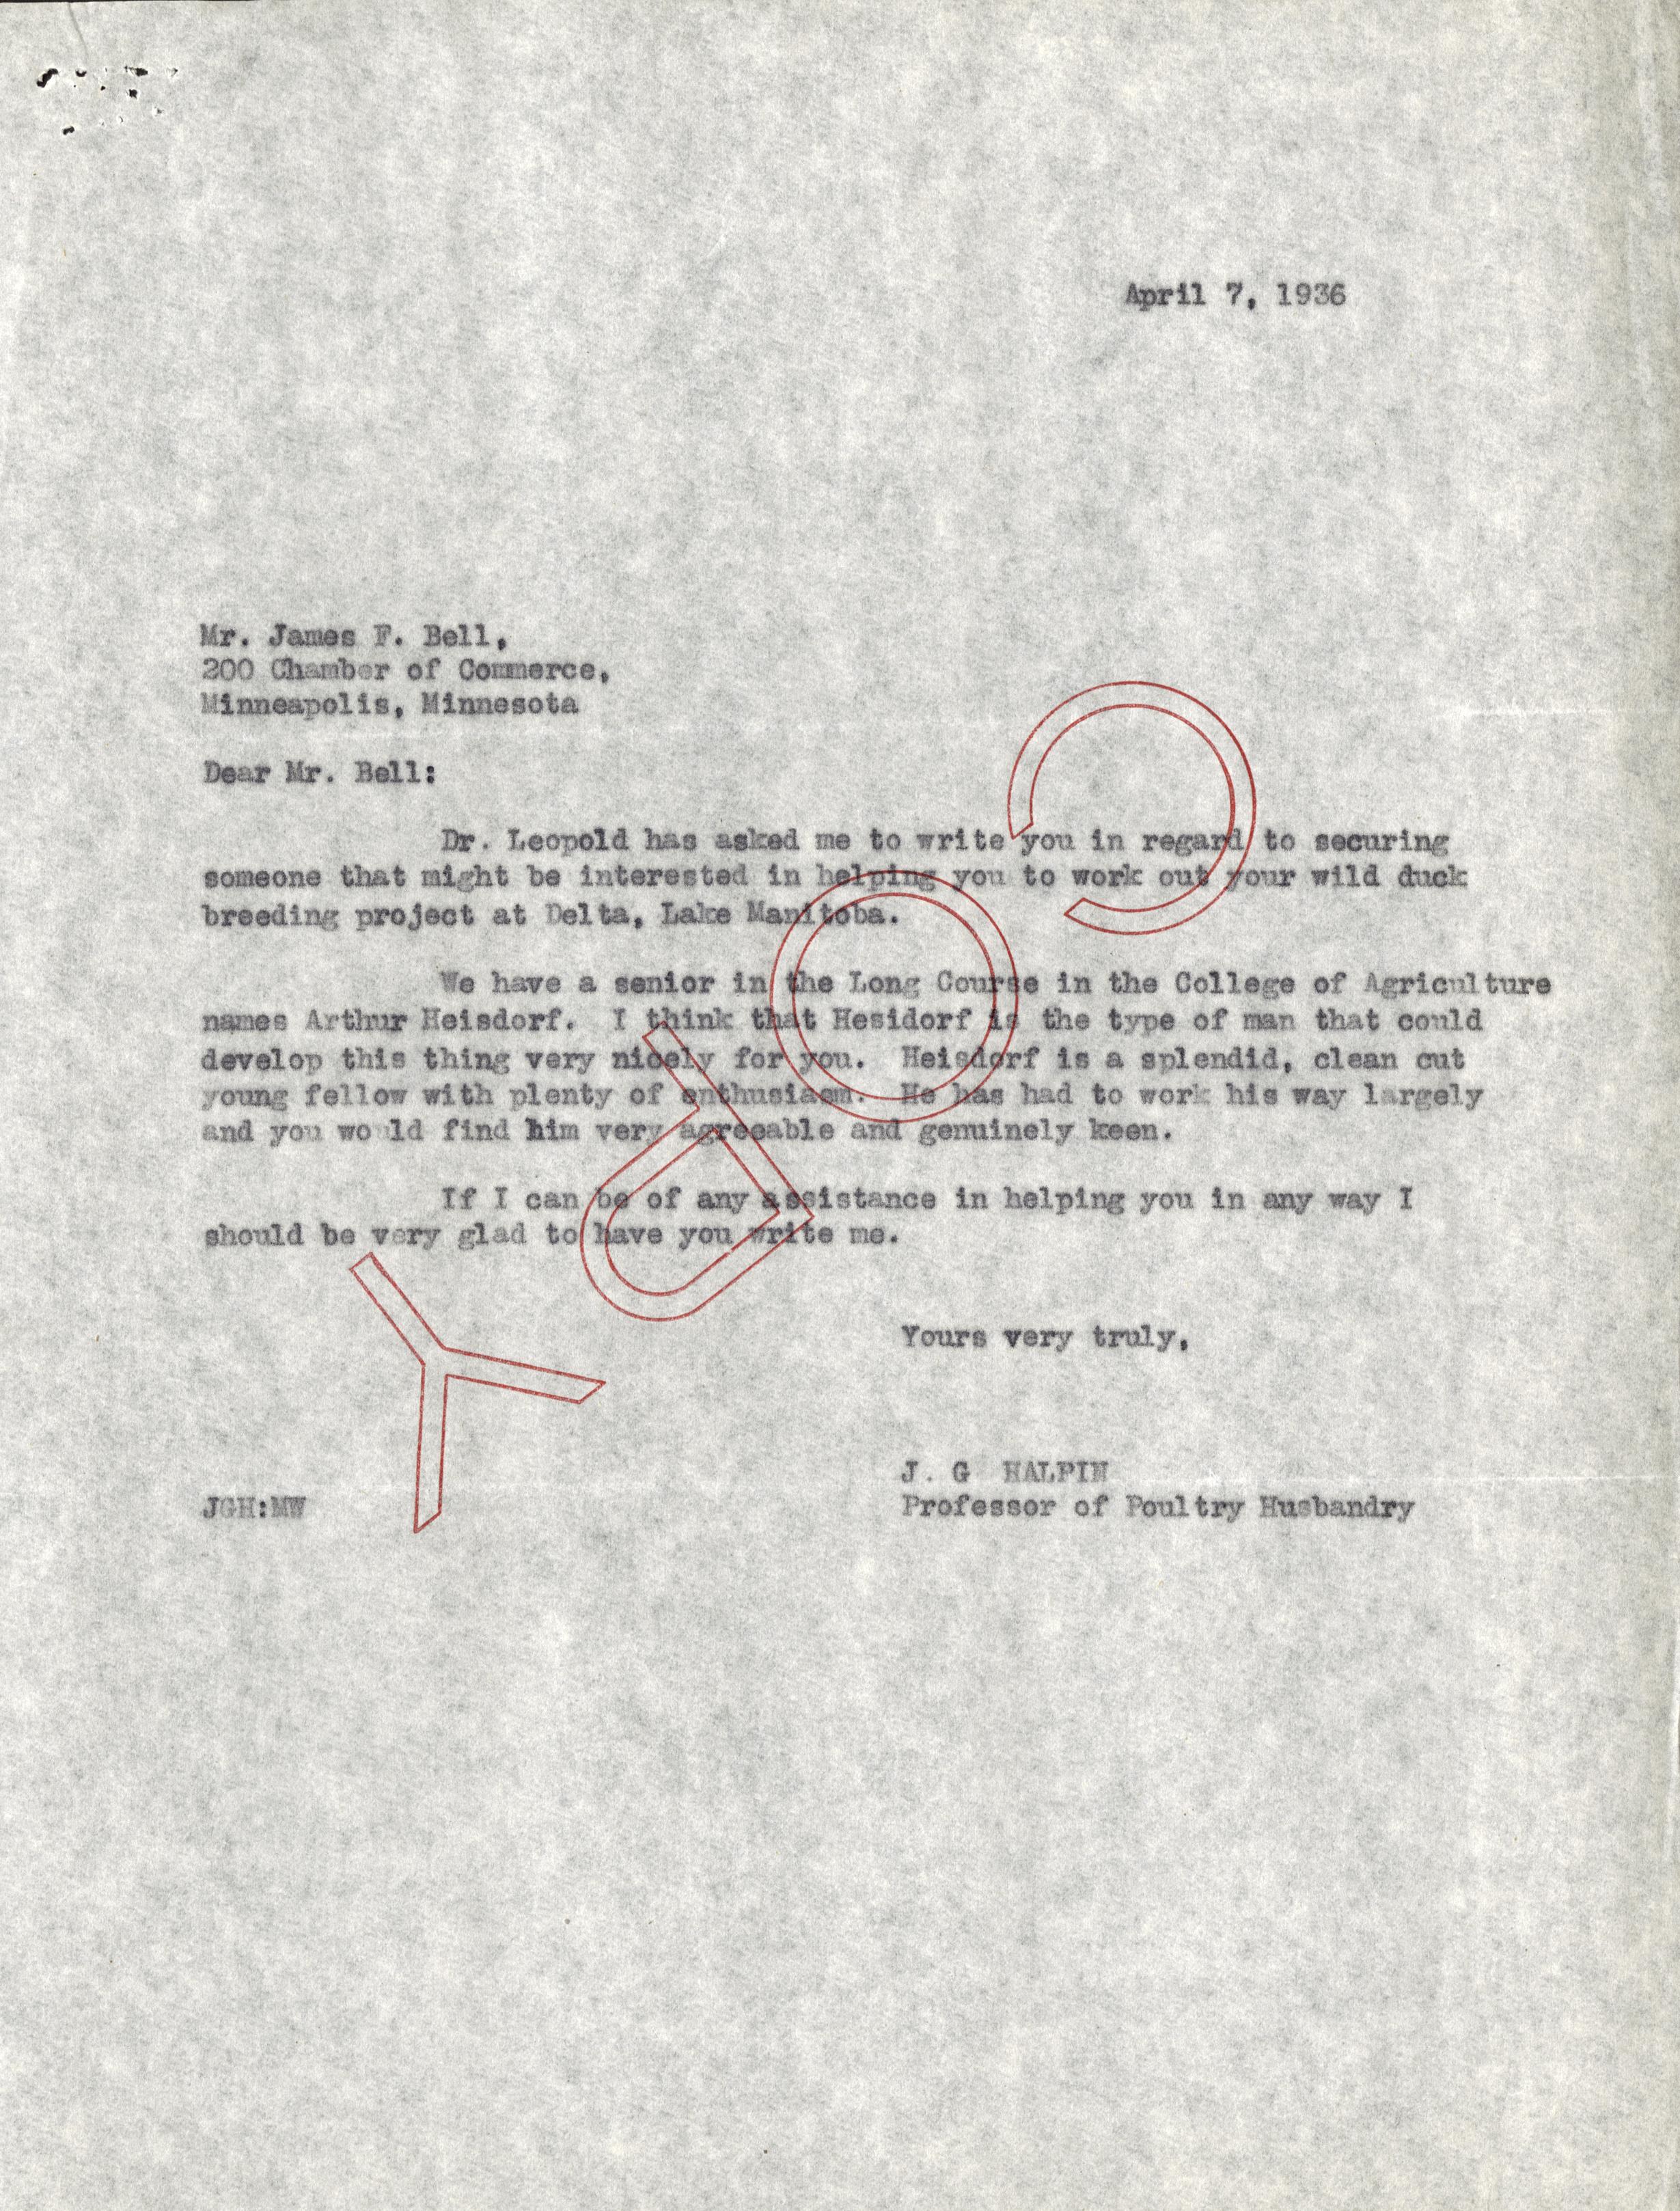 April 7, 1936
Mr. James F. Bell,
200 Chamber of Commerce,
Minneapolis, Minnesota
Dear Mr. Bell:
Dr. Leopold has asked me to write you in regard to securing
someone that might be interested in helping you to work out your wild duck
breeding project at Delta, Lake Manitoba.
We have a senior in the Long Course in the College of Agriculture
names Arthur Heisdorf. I think that Hesidorf is the type of man that could
develop this thing very nicely for you. Heisdorf is a splendid, clean cut
young fellow with plenty of enthusiasm. He has had to work his way largely
and you would find him very agreeable and genuinely keen.
If I can be of any assistance in helping you in any way I
should be very glad to have you write me.
Yours very truly,
J. G HALPIN
JGH:MW Professor of Poultry Husbandry
COPY